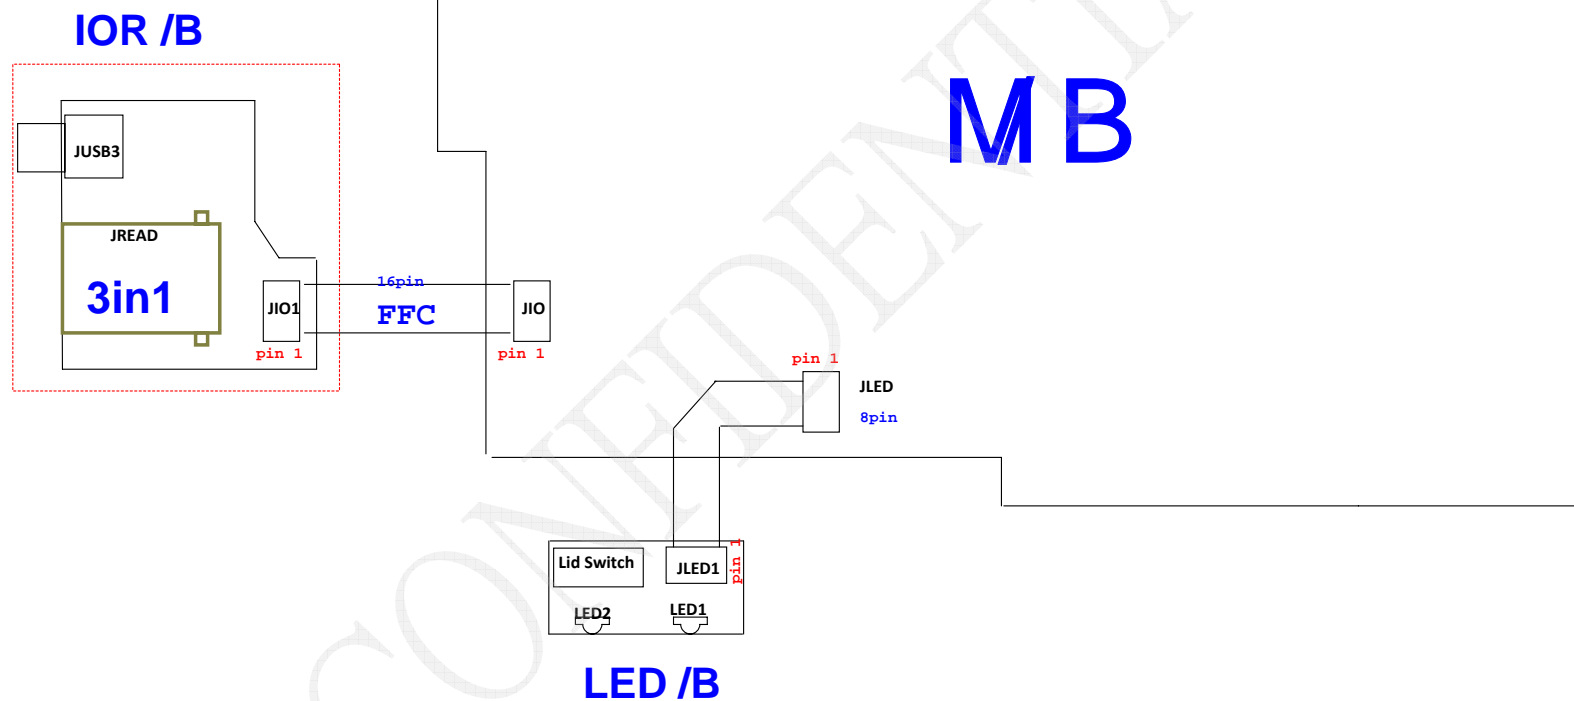 IOR /B
MB
JUSB3
JREAD
3in1
16pin
FFC
JIO1
JIO
pin 1
pin 1
pin 1
JLED
8pin
Lid Switch
JLED1
pin 1
LED2
LED1
LED /B
CONFIDENTIA